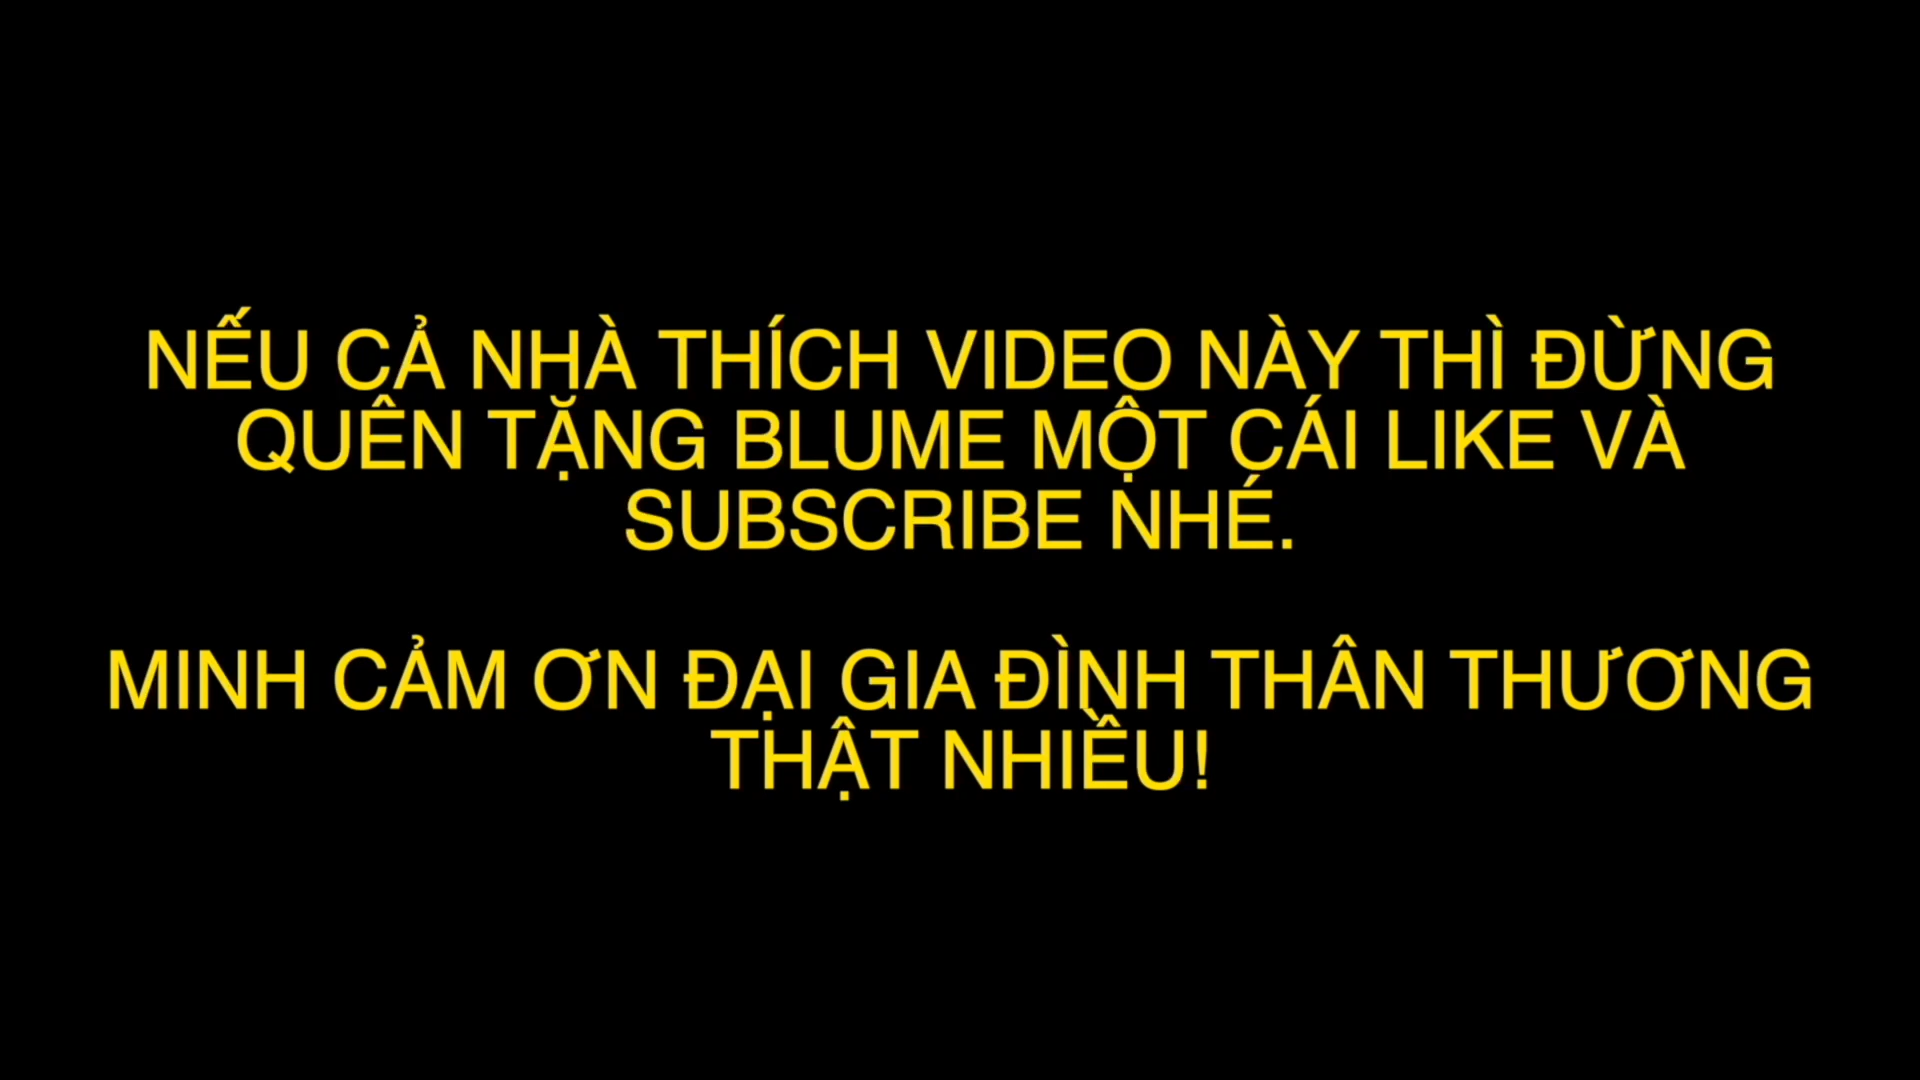 NẾU CẢ NHÀ THÍCH VIDEO NÀY THÌ ĐỪNG
QUÊN TẶNG BLUME MỘT CÁI LIKE VÀ
SUBSCRIBE NHÉ.
MINH CẢM ƠN ĐẠI GIA ĐÌNH THÂN THƯƠNG
THẬT NHIỀU!